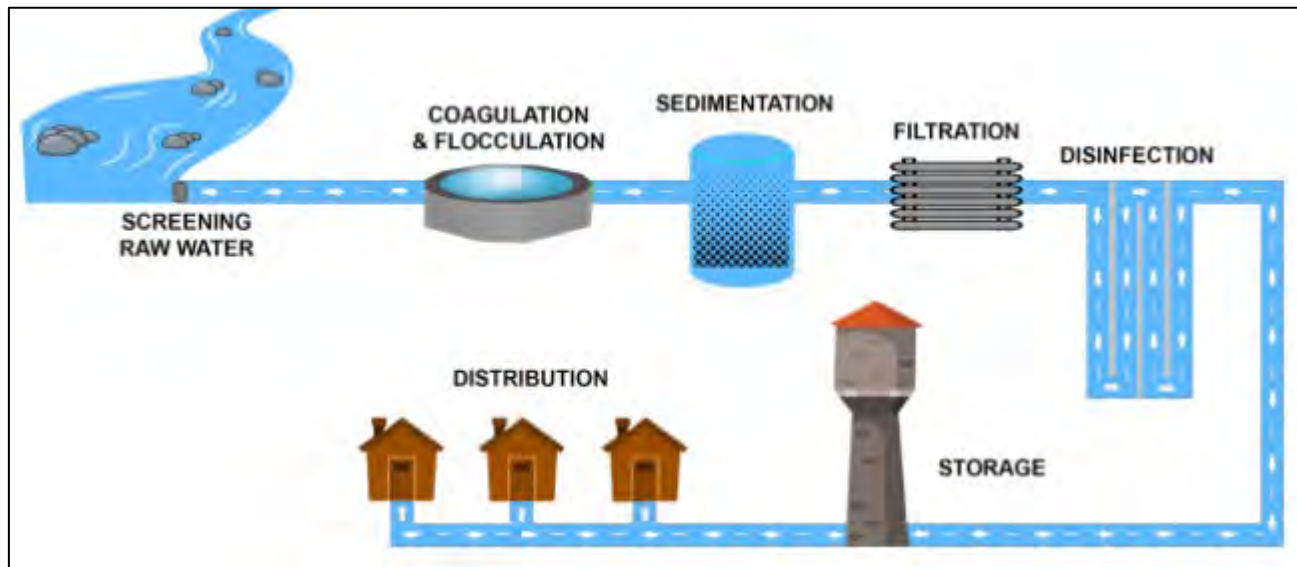 SCREENING
RAW WATER
COAGULATION
& FLOCCULATION
SEDIMENTATION
FILTRATION
DISINFECTION
STORAGE
DISTRIBUTION